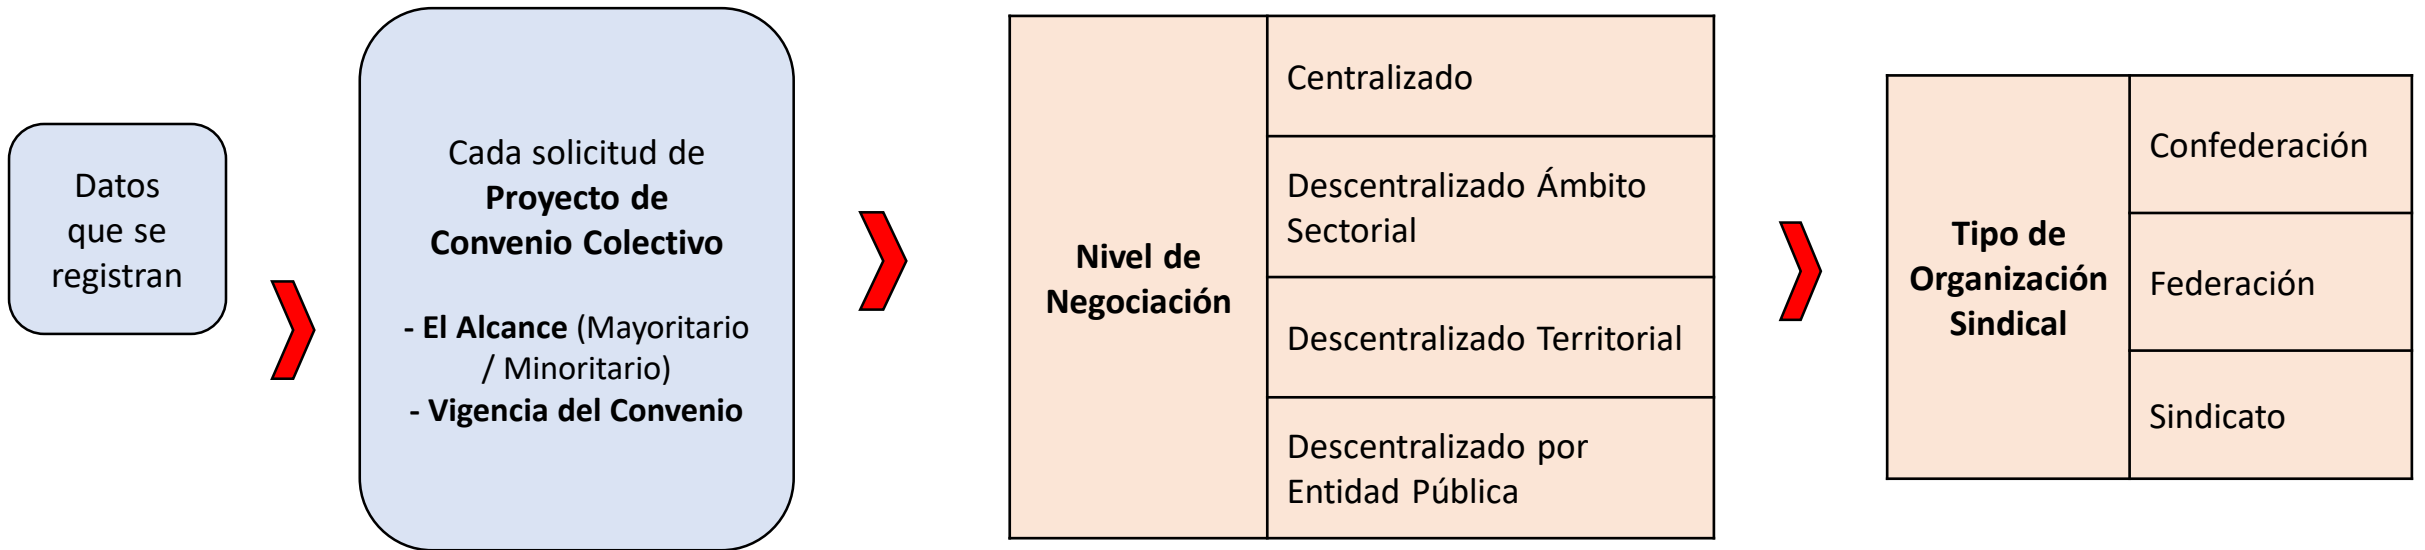 Datos
que se
registran
Cada solicitud de
Proyecto de
Convenio Colectivo
- El Alcance (Mayoritario
/ Minoritario)
- Vigencia del Convenio
Nivel de
Negociación
Centralizado
Descentralizado Ámbito
Sectorial
Descentralizado Territorial
Descentralizado por
Entidad Pública
Tipo de
Organización
Sindical
Confederación
Federación
Sindicato